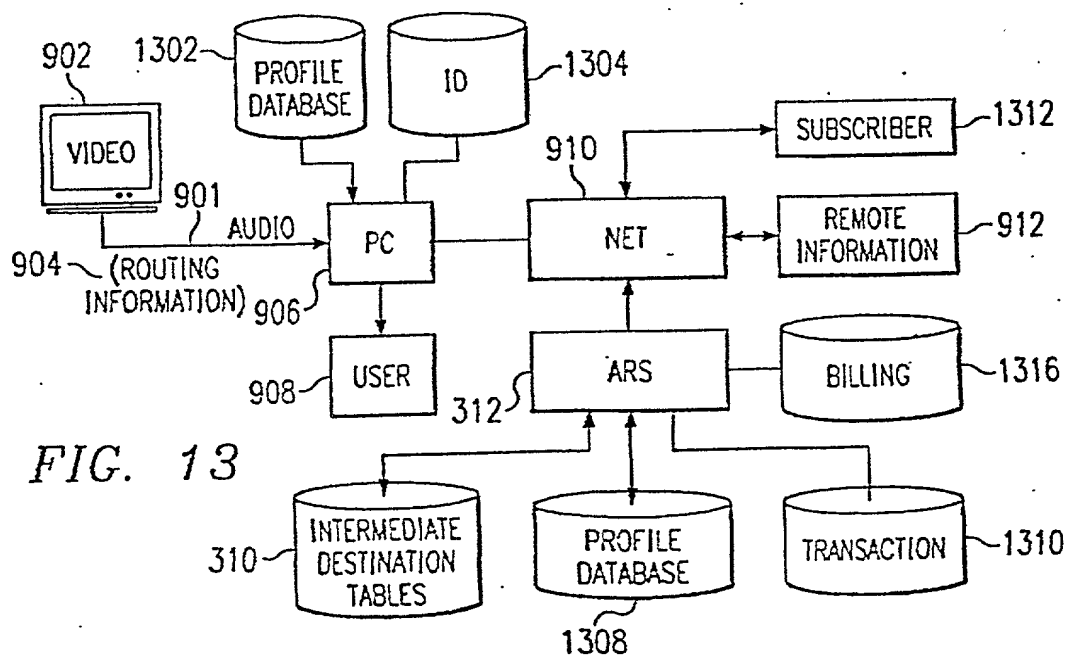 902
VIDEO
1302
PROFILE
DATABASE
ID
1304
901
AUDIO
904
(ROUTING
INFORMATION)
PC
906
USER
908
910
NET
SUBSCRIBER
1312
REMOTE
INFORMATION
912
ARS
312
BILLING
1316
FIG. 13
INTERMEDIATE
DESTINATION
TABLES
310
PROFILE
DATABASE
1308
TRANSACTION
1310